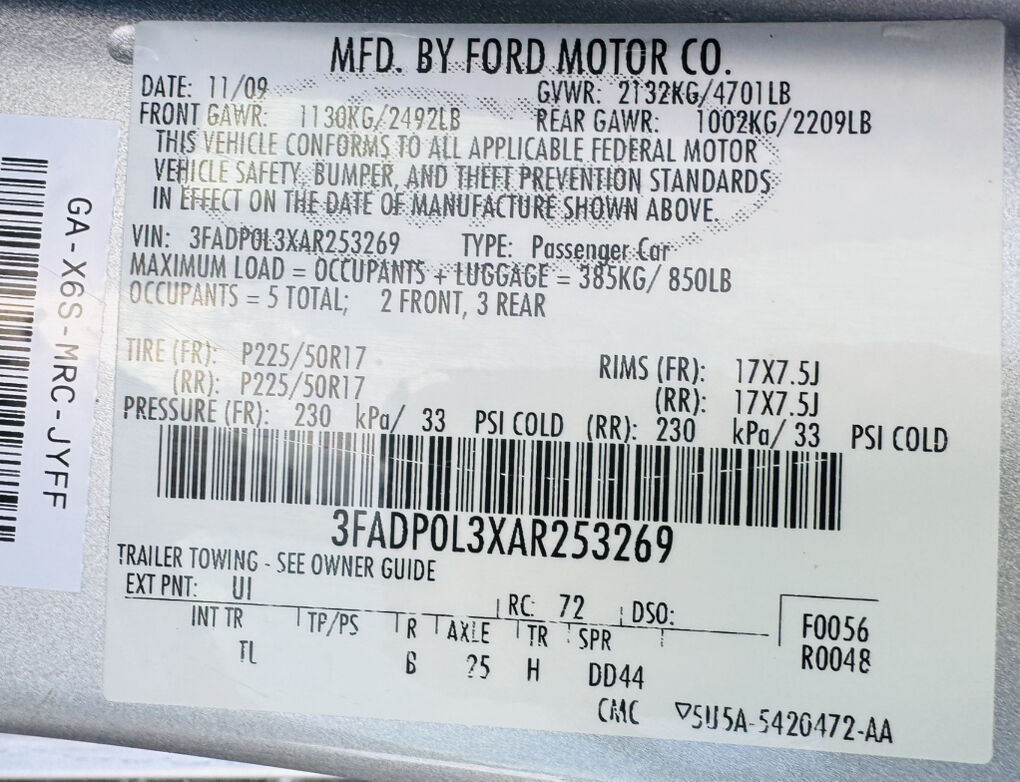 MFD. BY FORD MOTOR CO.
DATE: 11/09 GVWR: 2132KG/4701LB
FRONT GAWR: 1130KG/2492LB REAR GAWR: 1002KG/2209LB
THIS VEHICLE CONFORMS TO ALL APPLICABLE FEDERAL MOTOR
VEHICLE SAFETY, BUMPER, AND THEFT PREVENTION STANDARDS
IN EFFECT ON THE DATE OF MANUFACTURE SHOWN ABOVE.
VIN: 3FADP0L3XAR253269 TYPE: Passenger Car
MAXIMUM LOAD = OCCUPANTS + LUGGAGE = 385KG/ 850LB
OCCUPANTS = 5 TOTAL; 2 FRONT, 3 REAR
TIRE (FR): P225/50R17 RIMS (FR): 17X7.5J
(RR): P225/50R17 (RR): 17X7.5J
PRESSURE (FR): 230 kPa/ 33 PSI COLD (RR): 230 kPa/ 33 PSI COLD
3FADP0L3XAR253269
TRAILER TOWING - SEE OWNER GUIDE
EXT PNT: UI RC: 72 DSO:
INT TR TP/PS R AXLE TR SPR F0056
TL 6 25 H DD44 R0048
CMC ▽5U5A-5420472-AA
GA-X6S-MRC-JYFF